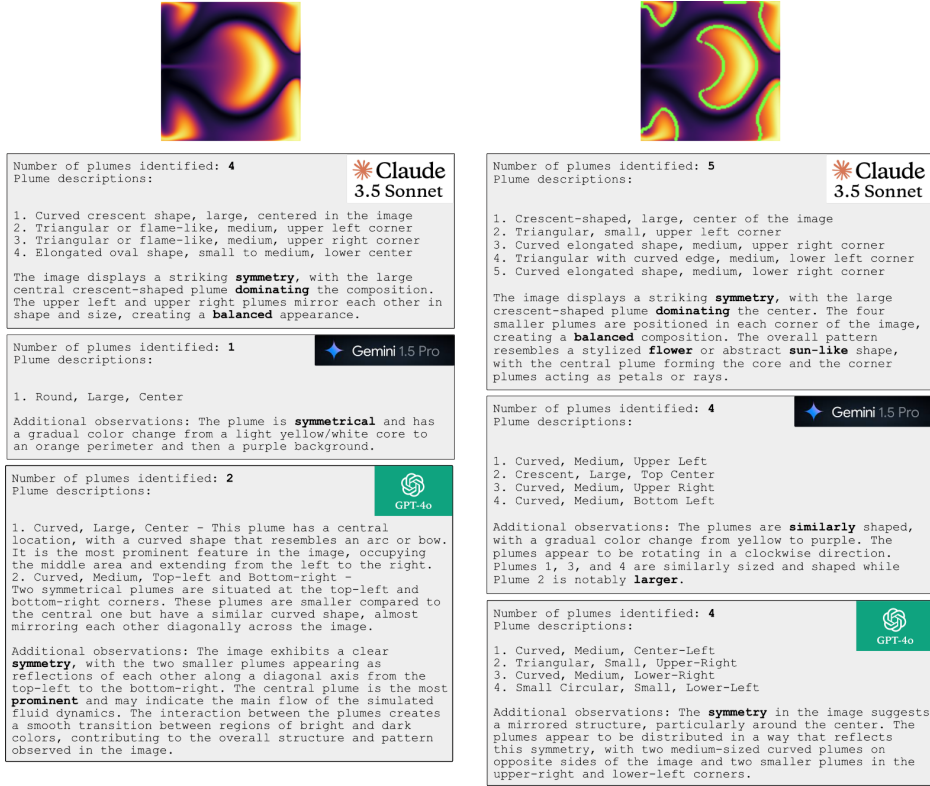 Number of plumes identified: 4
Plume descriptions:
Claude
3.5 Sonnet
1. Curved crescent shape, large, centered in the image
2. Triangular or flame-like, medium, upper left corner
3. Triangular or flame-like, medium, upper right corner
4. Elongated oval shape, small to medium, lower center
The image displays a striking symmetry, with the large
central crescent-shaped plume dominating the composition.
The upper left and upper right plumes mirror each other in
shape and size, creating a balanced appearance.
Number of plumes identified: 1
Plume descriptions:
Gemini 1.5 Pro
1. Round, Large, Center
Additional observations: The plume is symmetrical and has
a gradual color change from a light yellow/white core to
an orange perimeter and then a purple background.
Number of plumes identified: 2
Plume descriptions:
GPT-4o
1. Curved, Large, Center - This plume has a central
location, with a curved shape that resembles an arc or bow.
It is the most prominent feature in the image, occupying
the middle area and extending from the left to the right.
2. Curved, Medium, Top-left and Bottom-right -
Two symmetrical plumes are situated at the top-left and
bottom-right corners. These plumes are smaller compared to
the central one but have a similar curved shape, almost
mirroring each other diagonally across the image.
Additional observations: The image exhibits a clear
symmetry, with the two smaller plumes appearing as
reflections of each other along a diagonal axis from the
top-left to the bottom-right. The central plume is the most
prominent and may indicate the main flow of the simulated
fluid dynamics. The interaction between the plumes creates
a smooth transition between regions of bright and dark
colors, contributing to the overall structure and pattern
observed in the image.
Number of plumes identified: 5
Plume descriptions:
Claude
3.5 Sonnet
1. Crescent-shaped, large, center of the image
2. Triangular, small, upper left corner
3. Curved elongated shape, medium, upper right corner
4. Triangular with curved edge, medium, lower left corner
5. Curved elongated shape, medium, lower right corner
The image displays a striking symmetry, with the large
crescent-shaped plume dominating the center. The four
smaller plumes are positioned in each corner of the image,
creating a balanced composition. The overall pattern
resembles a stylized flower or abstract sun-like shape,
with the central plume forming the core and the corner
plumes acting as petals or rays.
Number of plumes identified: 4
Plume descriptions:
Gemini 1.5 Pro
1. Curved, Medium, Upper Left
2. Crescent, Large, Top Center
3. Curved, Medium, Upper Right
4. Curved, Medium, Bottom Left
Additional observations: The plumes are similarly shaped,
with a gradual color change from yellow to purple. The
plumes appear to be rotating in a clockwise direction.
Plumes 1, 3, and 4 are similarly sized and shaped while
Plume 2 is notably larger.
Number of plumes identified: 4
Plume descriptions:
GPT-4o
1. Curved, Medium, Center-Left
2. Triangular, Small, Upper-Right
3. Curved, Medium, Lower-Right
4. Small Circular, Small, Lower-Left
Additional observations: The symmetry in the image suggests
a mirrored structure, particularly around the center. The
plumes appear to be distributed in a way that reflects
this symmetry, with two medium-sized curved plumes on
opposite sides of the image and two smaller plumes in the
upper-right and lower-left corners.